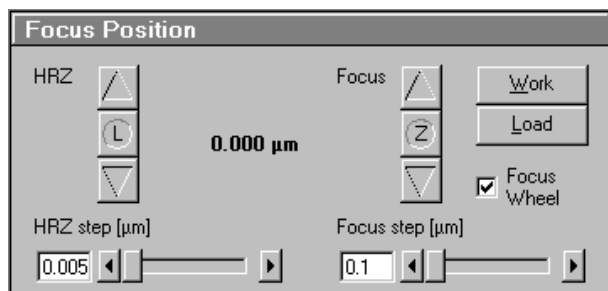 Focus Position
HRZ
Focus
Work
L
0.000 µm
Z
Load
Focus
Wheel
HRZ step [µm]
Focus step [µm]
0.005
0.1